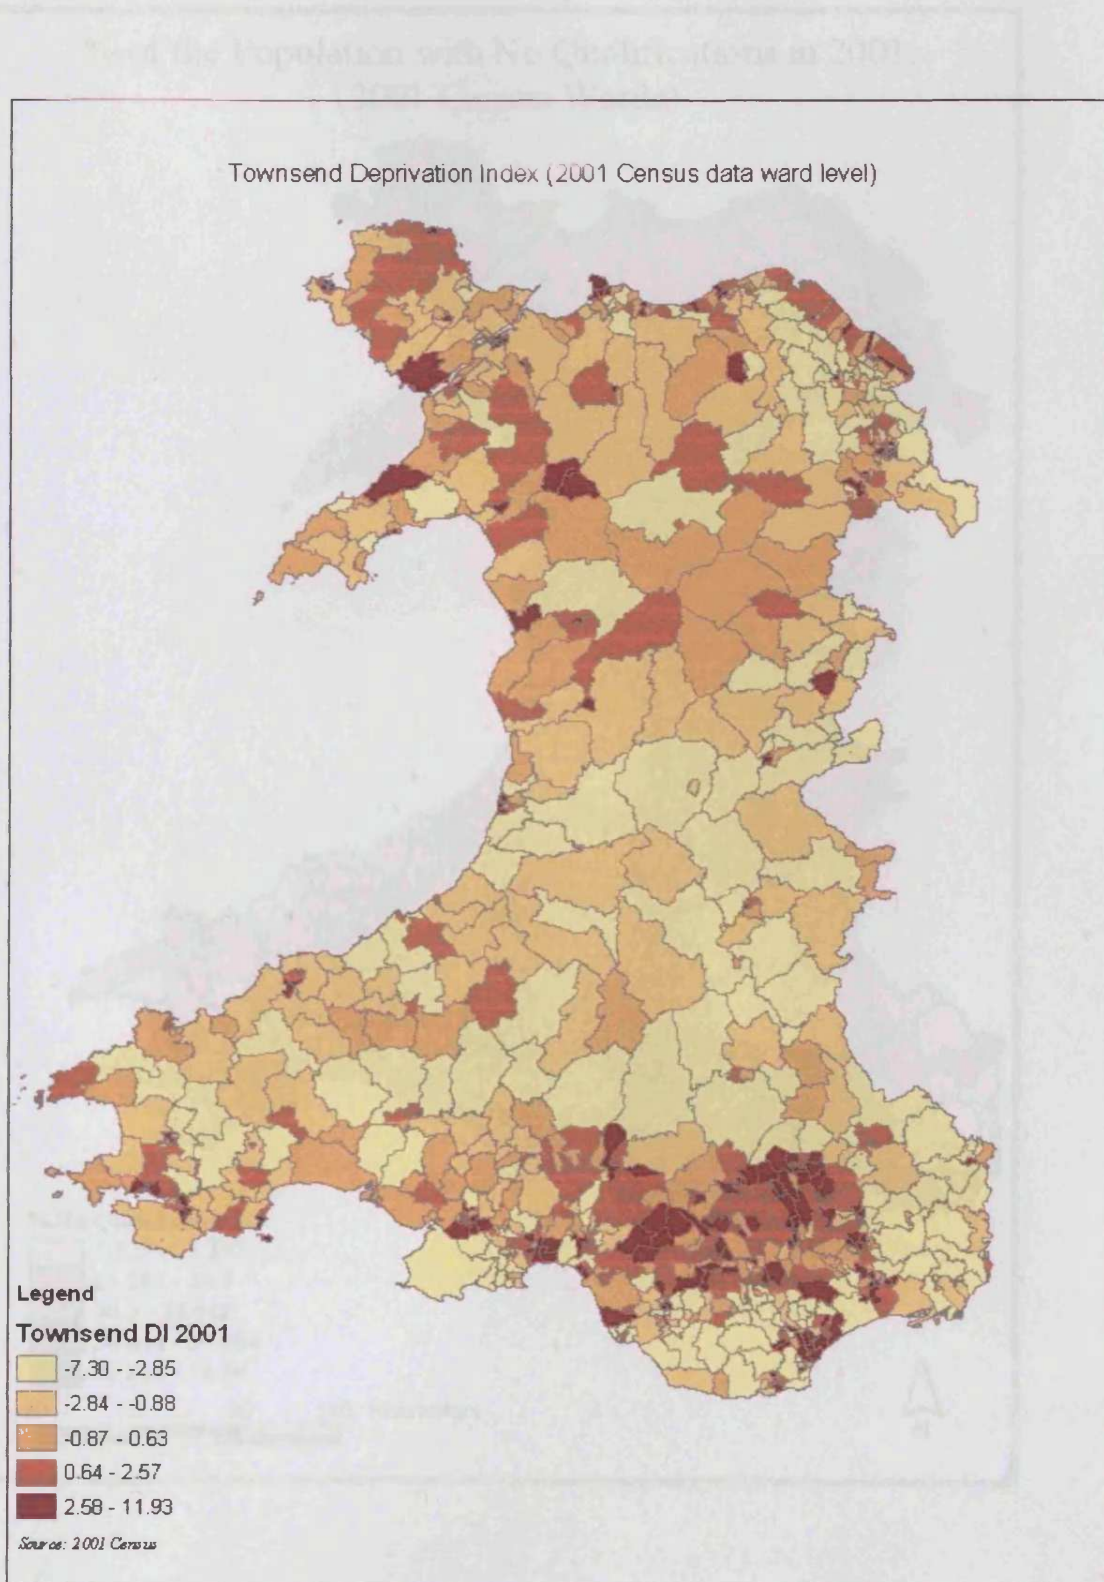 Townsend Deprivation Index (2001 Census data ward level)
Legend
Townsend DI 2001
-7.30 - -2.85
-2.84 - -0.88
-0.87 - 0.63
0.64 - 2.57
2.58 - 11.93
Source: 2001 Census